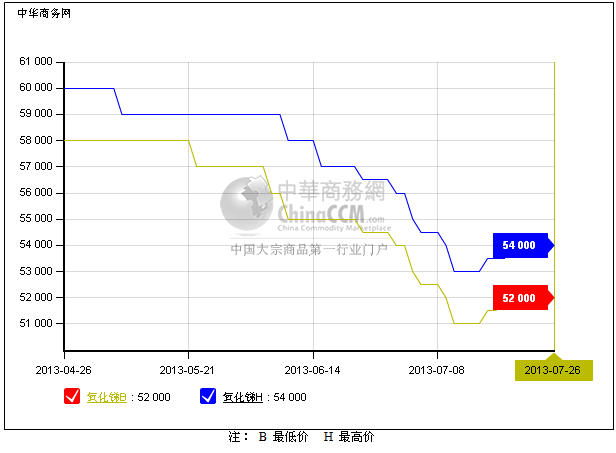 中华商务网
61 000
60 000
59 000
58 000
57 000
56 000
55 000
54 000
53 000
52 000
51 000
中華商務網
ChinaCCM.com
China Commodity Marketplace
中国大宗商品第一行业门户
54 000
52 000
2013-04-26 2013-05-21 2013-06-14 2013-07-08 2013-07-26
氧化锑B : 52 000 氧化锑H : 54 000
注： B 最低价 H 最高价